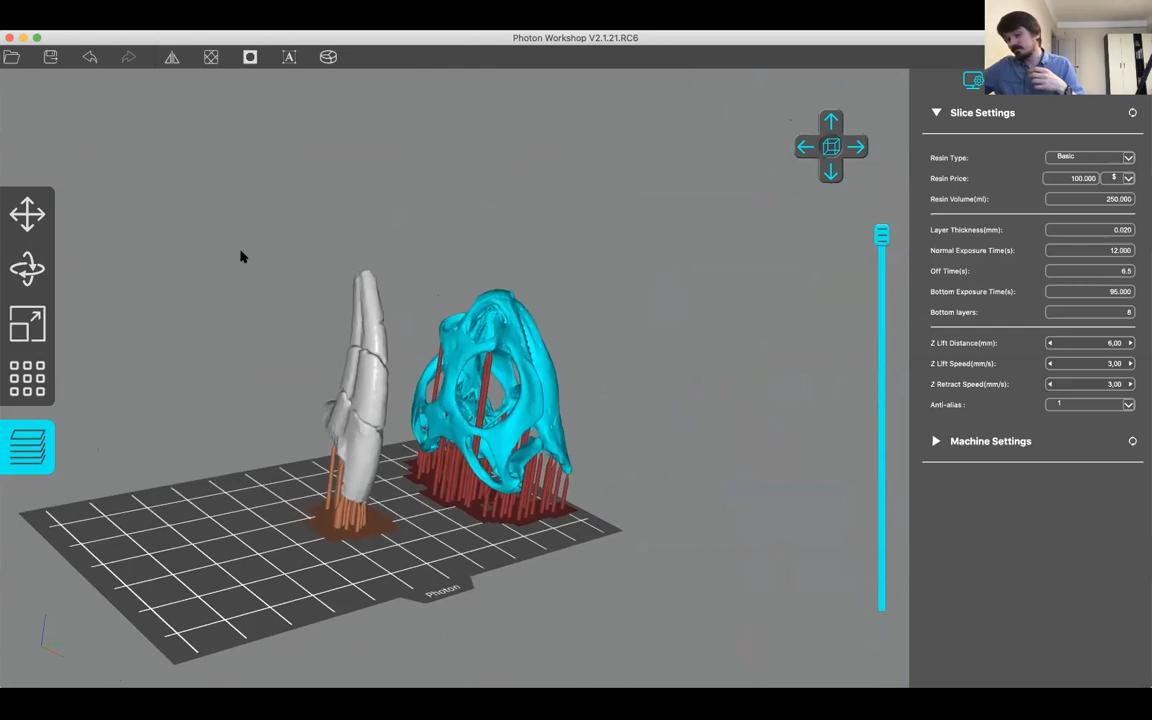 Photon Workshop V2.1.21.RC6
Slice Settings
Resin Type: Basic
Resin Price: 100.000 $
Resin Volume(ml): 250.000
Layer Thickness(mm): 0.020
Normal Exposure Time(s): 12.000
Off Time(s): 6.5
Bottom Exposure Time(s): 95.000
Bottom layers: 8
Z Lift Distance(mm): 6,00
Z Lift Speed(mm/s): 3,00
Z Retract Speed(mm/s): 3,00
Anti-alias : 1
Machine Settings
Photon